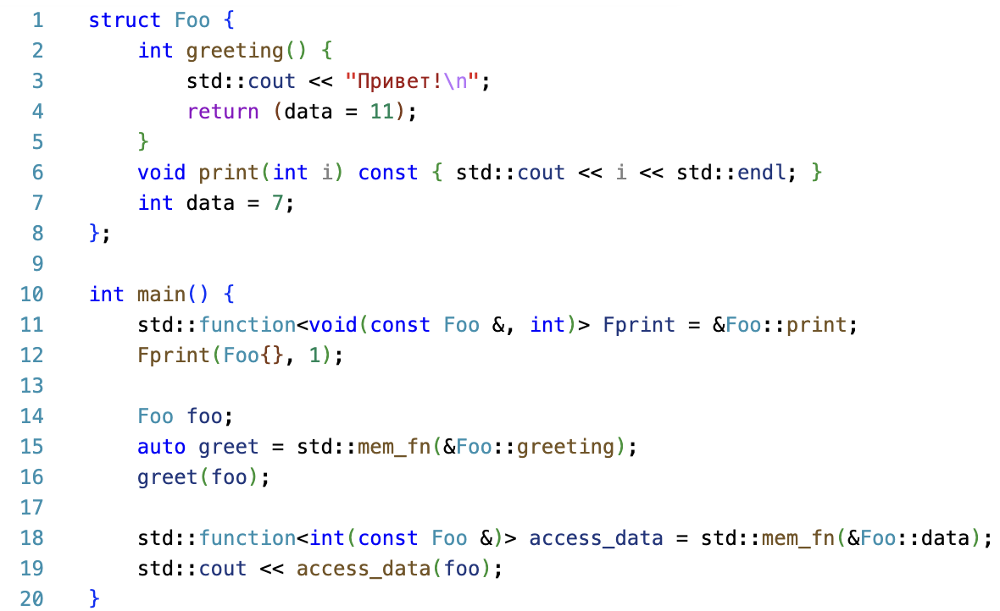 1 struct Foo {
2     int greeting() {
3         std::cout << "Привет!\n";
4         return (data = 11);
5     }
6     void print(int i) const { std::cout << i << std::endl; }
7     int data = 7;
8 };
9
10 int main() {
11     std::function<void(const Foo &, int)> Fprint = &Foo::print;
12     Fprint(Foo{}, 1);
13
14     Foo foo;
15     auto greet = std::mem_fn(&Foo::greeting);
16     greet(foo);
17
18     std::function<int(const Foo &)> access_data = std::mem_fn(&Foo::data);
19     std::cout << access_data(foo);
20 }